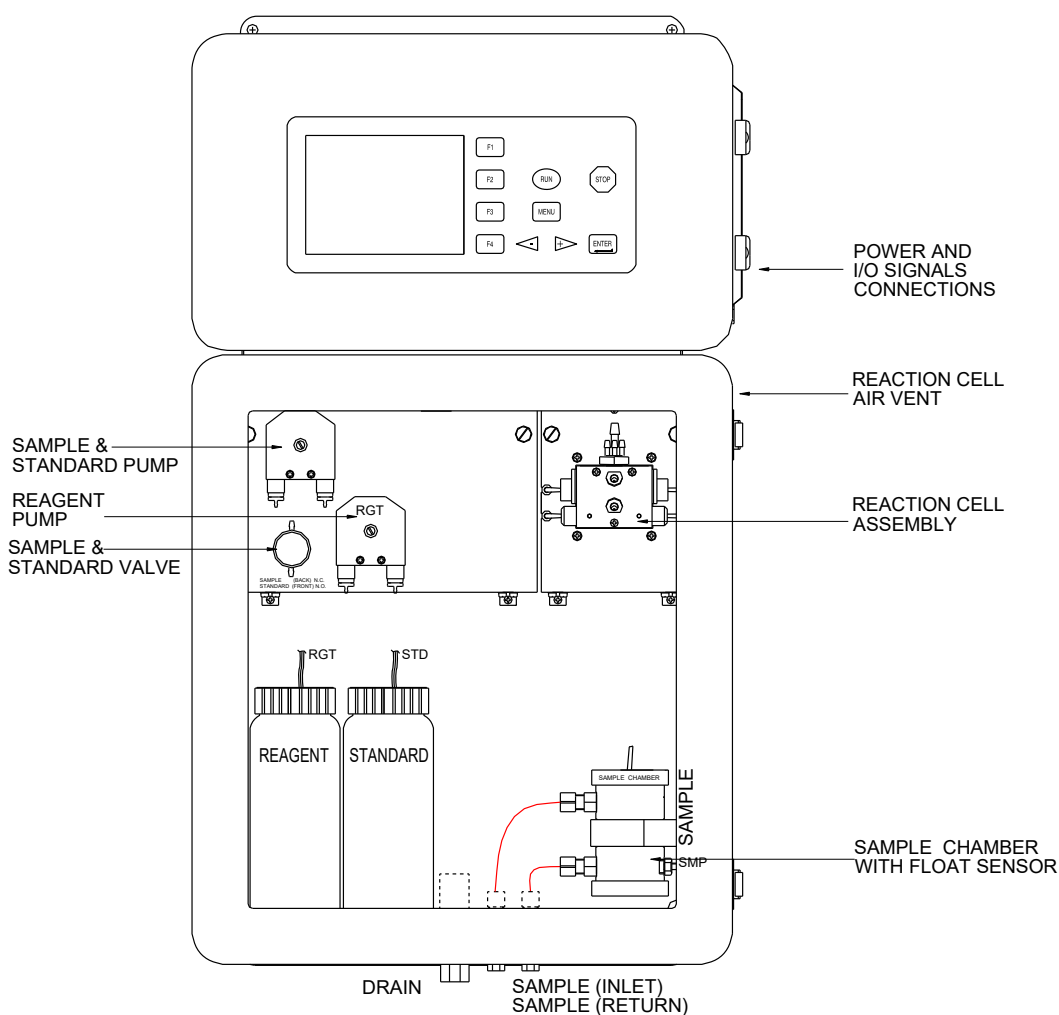 F1
F2
RUN
STOP
F3
MENU
F4
-
+
ENTER
POWER AND
I/O SIGNALS
CONNECTIONS
REACTION CELL
AIR VENT
SAMPLE &
STANDARD PUMP
REAGENT
PUMP
RGT
REACTION CELL
ASSEMBLY
SAMPLE &
STANDARD VALVE
SAMPLE (BACK) N.C.
STANDARD (FRONT) N.O.
RGT
STD
REAGENT
STANDARD
SAMPLE CHAMBER
SAMPLE
SMP
SAMPLE CHAMBER
WITH FLOAT SENSOR
DRAIN
SAMPLE (INLET)
SAMPLE (RETURN)